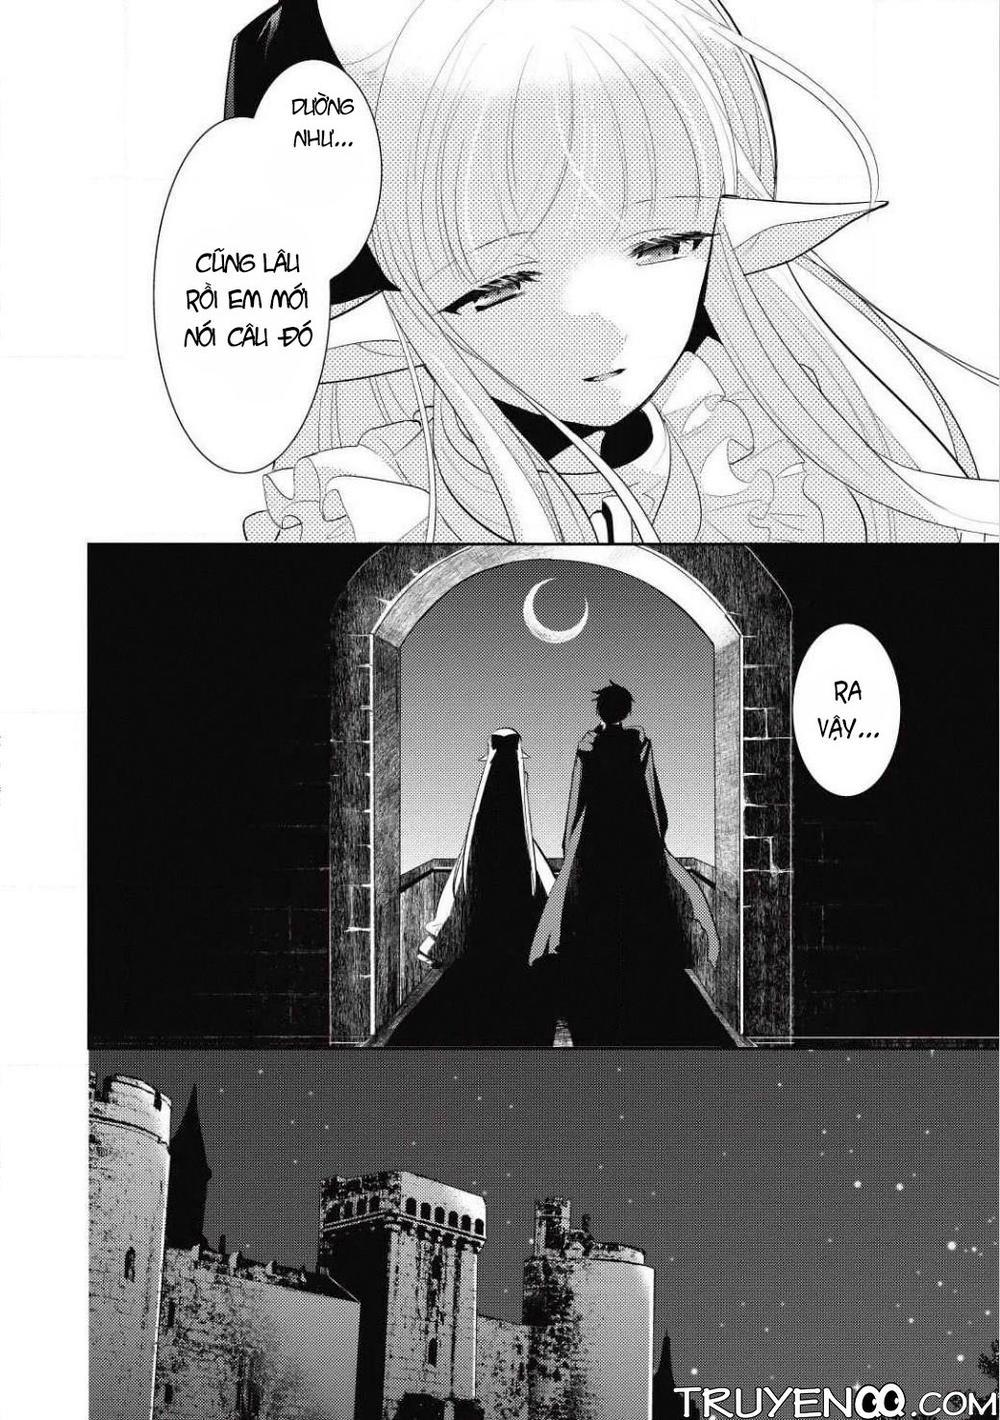 DƯỜNG
NHƯ...
CŨNG LÂU
RỒI EM MỚI
NÓI CÂU ĐÓ
RA
VẬY...
TRUYENQQ.COM